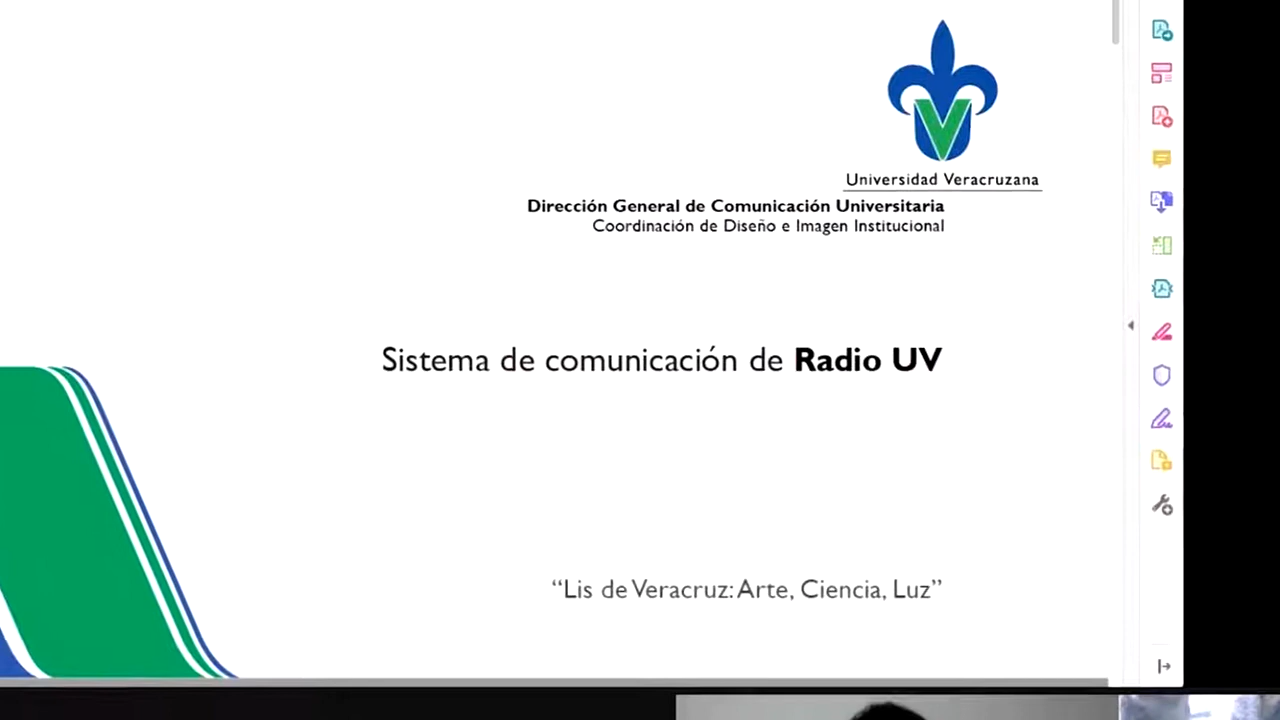 Universidad Veracruzana
Dirección General de Comunicación Universitaria
Coordinación de Diseño e Imagen Institucional
Sistema de comunicación de Radio UV
“Lis de Veracruz: Arte, Ciencia, Luz”